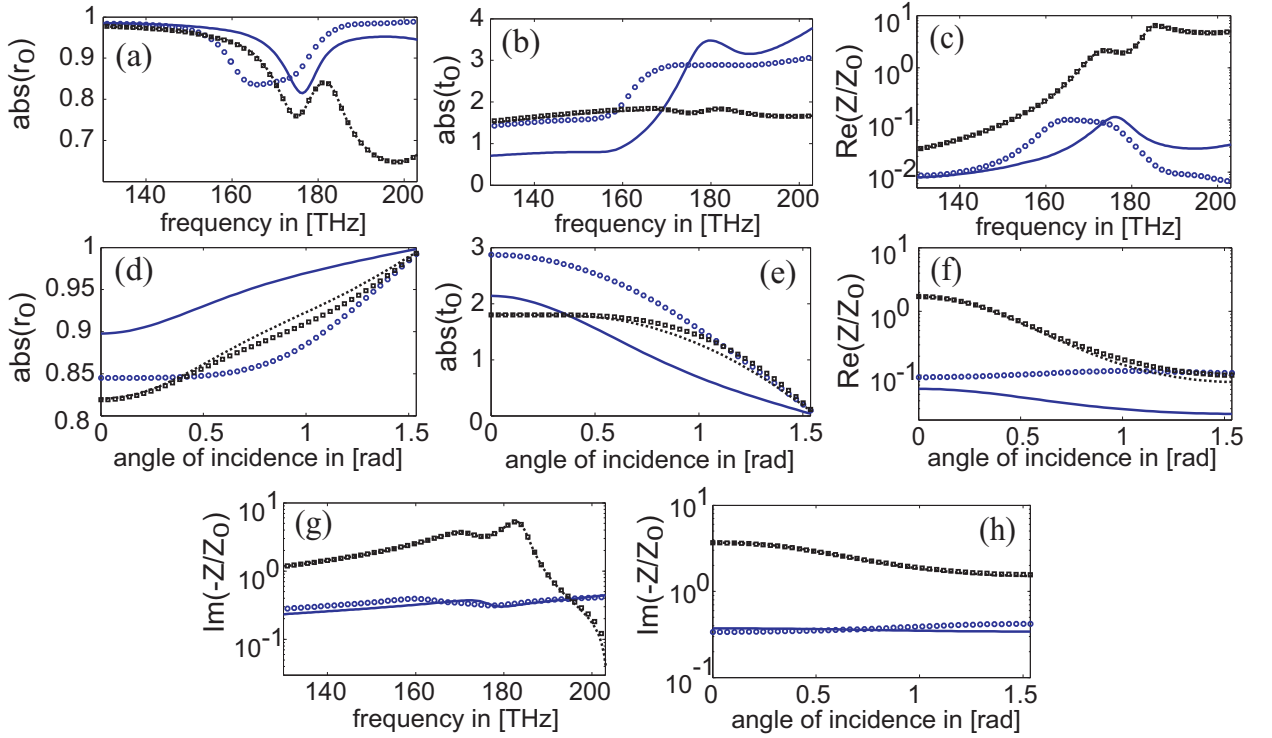 (a)
abs(r₀)
1
0.9
0.8
0.7
140 160 180 200
frequency in [THz]
(b)
abs(t₀)
4
3
2
1
0
140 160 180 200
frequency in [THz]
(c)
Re(Z/Z₀)
10¹
10⁰
10⁻¹
10⁻²
140 160 180 200
frequency in [THz]
(d)
abs(r₀)
1
0.95
0.9
0.85
0.8
0 0.5 1 1.5
angle of incidence in [rad]
(e)
abs(t₀)
3
2
1
0
0 0.5 1 1.5
angle of incidence in [rad]
(f)
Re(Z/Z₀)
10¹
10⁰
10⁻¹
0 0.5 1 1.5
angle of incidence in [rad]
(g)
Im(-Z/Z₀)
10¹
10⁰
10⁻¹
140 160 180 200
frequency in [THz]
(h)
Im(-Z/Z₀)
10¹
10⁰
10⁻¹
0 0.5 1 1.5
angle of incidence in [rad]